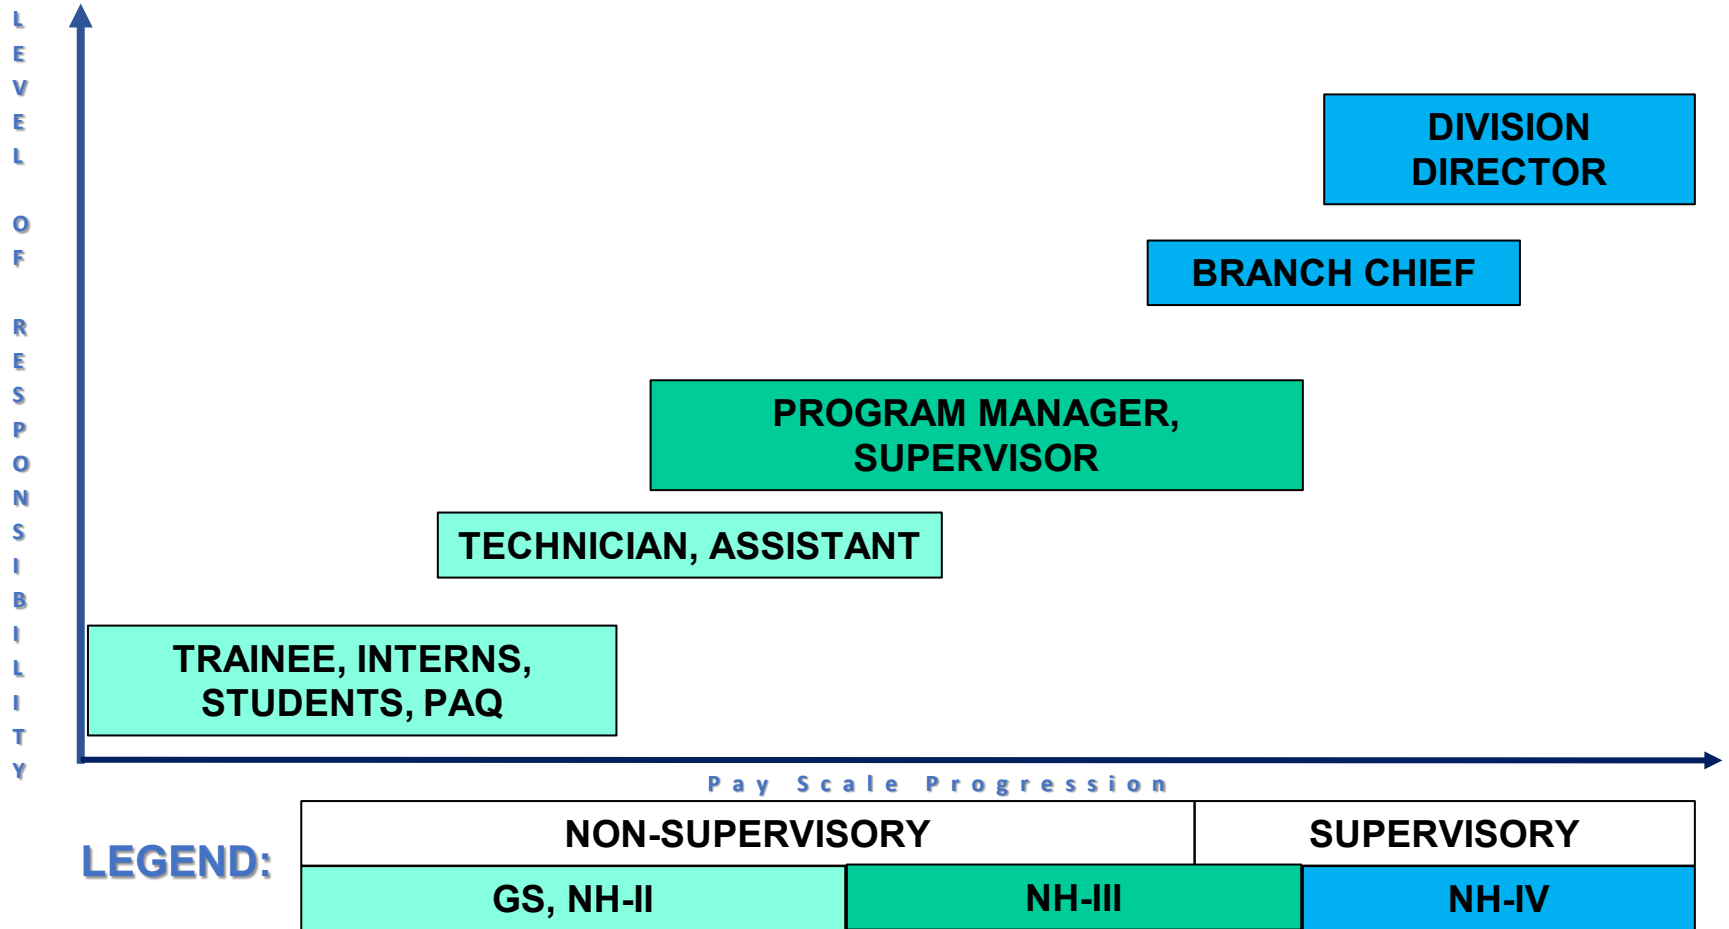 LEVEL OF RESPONSIBILITY
DIVISION
DIRECTOR
BRANCH CHIEF
PROGRAM MANAGER,
SUPERVISOR
TECHNICIAN, ASSISTANT
TRAINEE, INTERNS,
STUDENTS, PAQ
Pay Scale Progression
LEGEND:
NON-SUPERVISORY
SUPERVISORY
GS, NH-II
NH-III
NH-IV